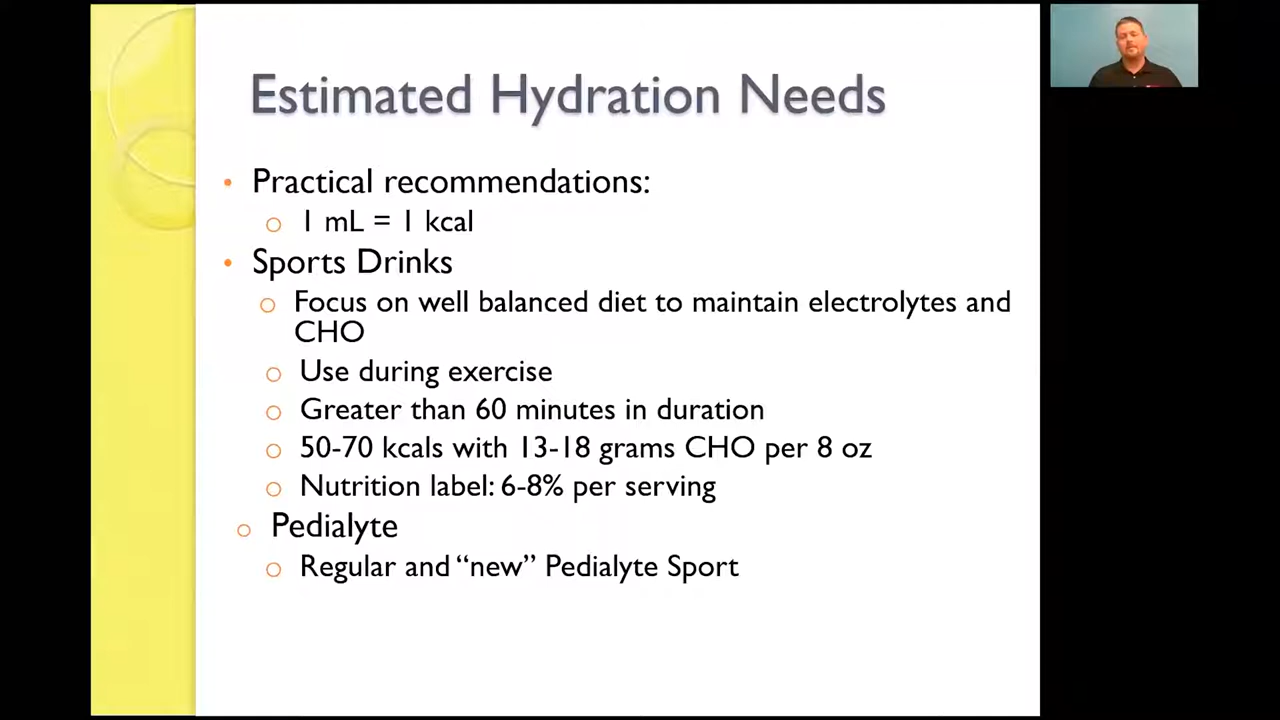 Estimated Hydration Needs
• Practical recommendations:
o 1 mL = 1 kcal
• Sports Drinks
o Focus on well balanced diet to maintain electrolytes and
CHO
o Use during exercise
o Greater than 60 minutes in duration
o 50-70 kcals with 13-18 grams CHO per 8 oz
o Nutrition label: 6-8% per serving
o Pedialyte
o Regular and “new” Pedialyte Sport